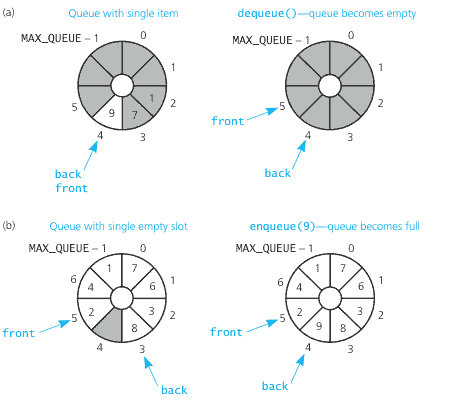 (a)
Queue with single item
dequeue()—queue becomes empty
MAX_QUEUE – 1
0
1
2
3
4
5
9
7
1
back
front
MAX_QUEUE – 1
0
1
2
3
4
5
front
back
(b)
Queue with single empty slot
enqueue(9)—queue becomes full
MAX_QUEUE – 1
0
1
2
3
4
5
6
1
7
4
6
2
3
8
front
back
MAX_QUEUE – 1
0
1
2
3
4
5
6
1
7
4
6
2
3
9
8
front
back